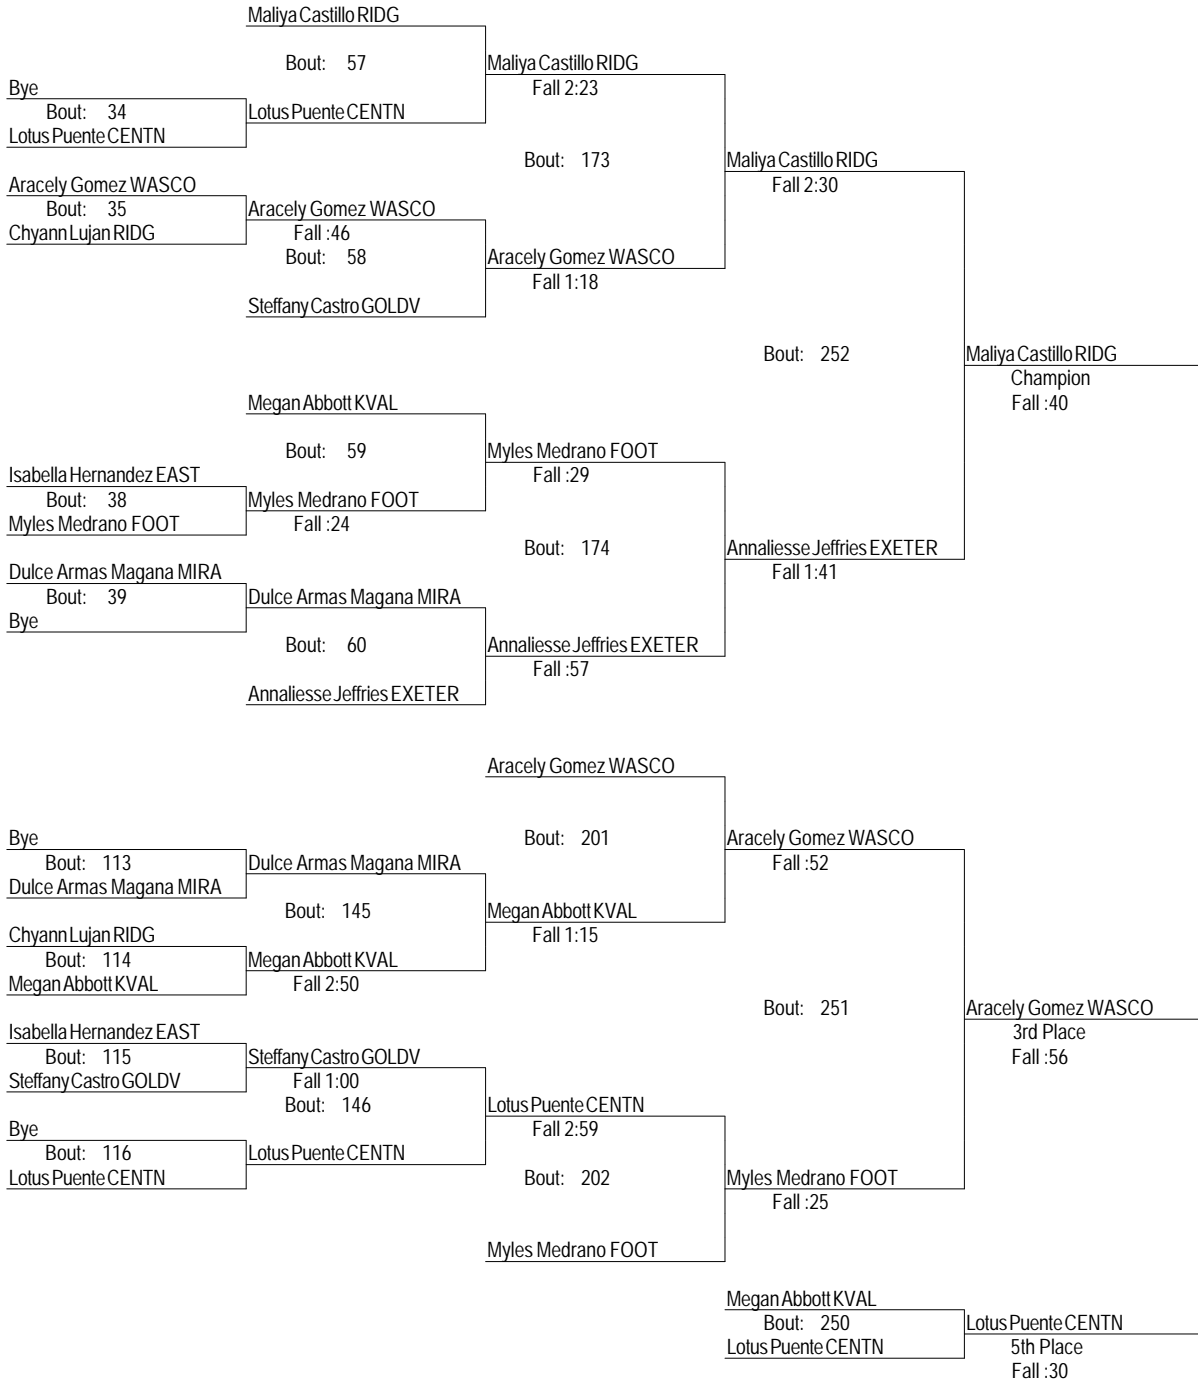 Maliya Castillo RIDG
Bout: 57
Maliya Castillo RIDG
Fall 2:23
Bye
Bout: 34
Lotus Puente CENTN
Lotus Puente CENTN
Bout: 173
Maliya Castillo RIDG
Fall 2:30
Aracely Gomez WASCO
Bout: 35
Aracely Gomez WASCO
Chyann Lujan RIDG
Fall :46
Bout: 58
Aracely Gomez WASCO
Fall 1:18
Steffany Castro GOLDV
Bout: 252
Maliya Castillo RIDG
Champion
Fall :40
Megan Abbott KVAL
Bout: 59
Myles Medrano FOOT
Fall :29
Isabella Hernandez EAST
Bout: 38
Myles Medrano FOOT
Myles Medrano FOOT
Fall :24
Bout: 174
Annaliesse Jeffries EXETER
Fall 1:41
Dulce Armas Magana MIRA
Bout: 39
Dulce Armas Magana MIRA
Bye
Bout: 60
Annaliesse Jeffries EXETER
Fall :57
Annaliesse Jeffries EXETER
Aracely Gomez WASCO
Bout: 201
Aracely Gomez WASCO
Fall :52
Bye
Bout: 113
Dulce Armas Magana MIRA
Dulce Armas Magana MIRA
Bout: 145
Megan Abbott KVAL
Fall 1:15
Chyann Lujan RIDG
Bout: 114
Megan Abbott KVAL
Megan Abbott KVAL
Fall 2:50
Bout: 251
Aracely Gomez WASCO
3rd Place
Fall :56
Isabella Hernandez EAST
Bout: 115
Steffany Castro GOLDV
Steffany Castro GOLDV
Fall 1:00
Bout: 146
Lotus Puente CENTN
Fall 2:59
Bye
Bout: 116
Lotus Puente CENTN
Lotus Puente CENTN
Bout: 202
Myles Medrano FOOT
Fall :25
Myles Medrano FOOT
Megan Abbott KVAL
Bout: 250
Lotus Puente CENTN
Lotus Puente CENTN
5th Place
Fall :30